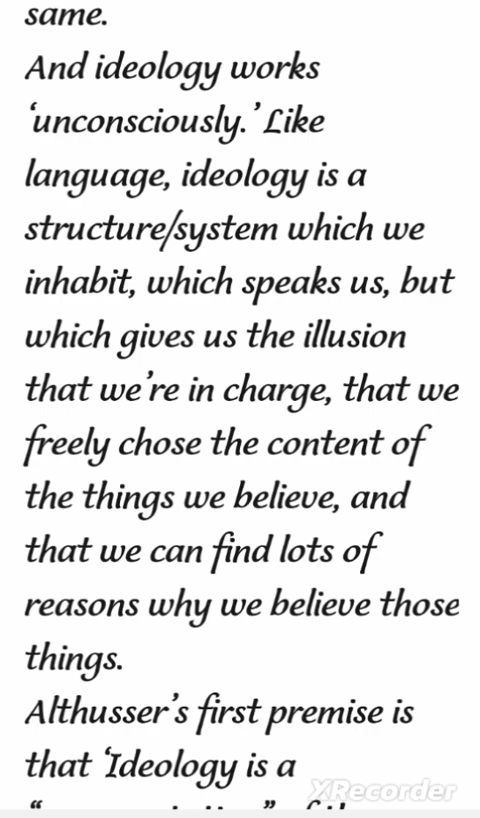 same.
And ideology works
‘unconsciously.’ Like
language, ideology is a
structure/system which we
inhabit, which speaks us, but
which gives us the illusion
that we’re in charge, that we
freely chose the content of
the things we believe, and
that we can find lots of
reasons why we believe those
things.
Althusser’s first premise is
that ‘Ideology is a
XRecorder